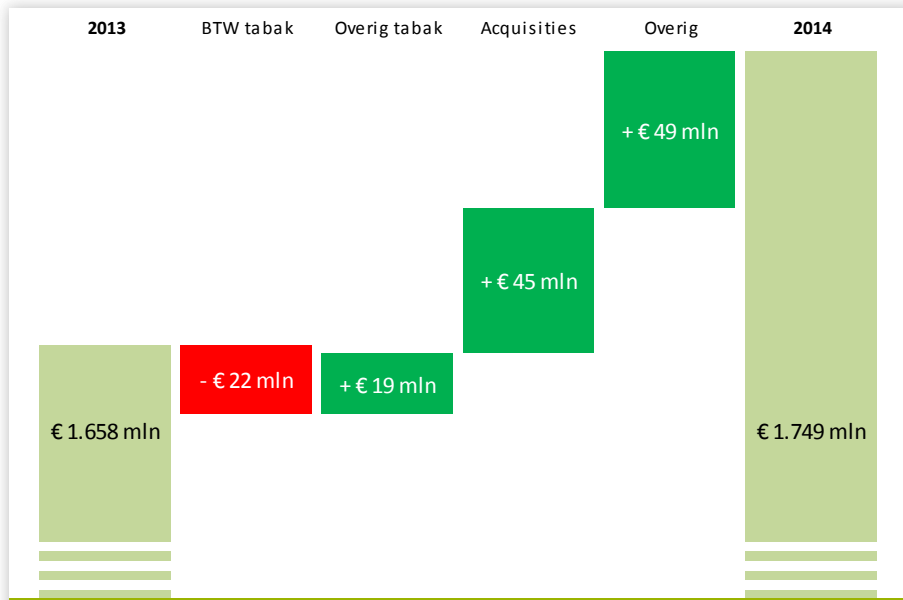 2013 BTW tabak Overig tabak Acquisities Overig 2014
+ € 49 mln
+ € 45 mln
- € 22 mln
+ € 19 mln
€ 1.658 mln
€ 1.749 mln